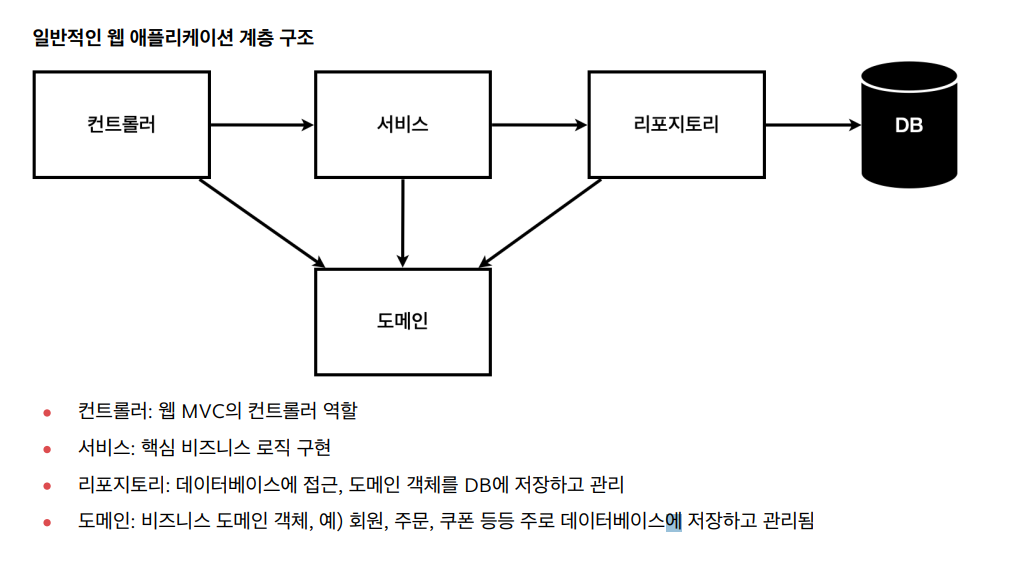 일반적인 웹 애플리케이션 계층 구조
컨트롤러
서비스
리포지토리
DB
도메인
• 컨트롤러: 웹 MVC의 컨트롤러 역할
• 서비스: 핵심 비즈니스 로직 구현
• 리포지토리: 데이터베이스에 접근, 도메인 객체를 DB에 저장하고 관리
• 도메인: 비즈니스 도메인 객체, 예) 회원, 주문, 쿠폰 등등 주로 데이터베이스에 저장하고 관리됨